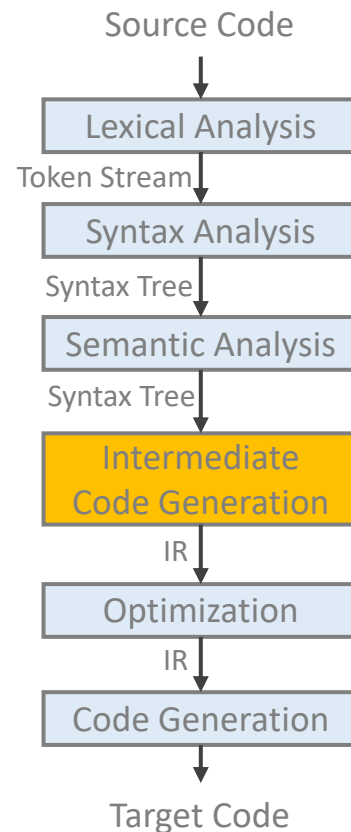 Source Code
Lexical Analysis
Token Stream
Syntax Analysis
Syntax Tree
Semantic Analysis
Syntax Tree
Intermediate
Code Generation
IR
Optimization
IR
Code Generation
Target Code